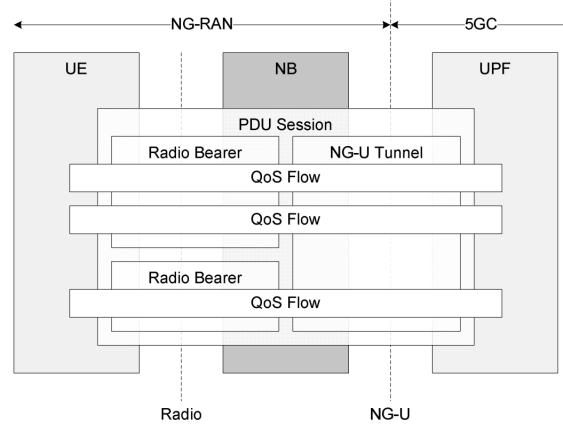 NG-RAN 5GC
UE NB UPF
PDU Session
Radio Bearer NG-U Tunnel
QoS Flow
QoS Flow
Radio Bearer
QoS Flow
Radio NG-U